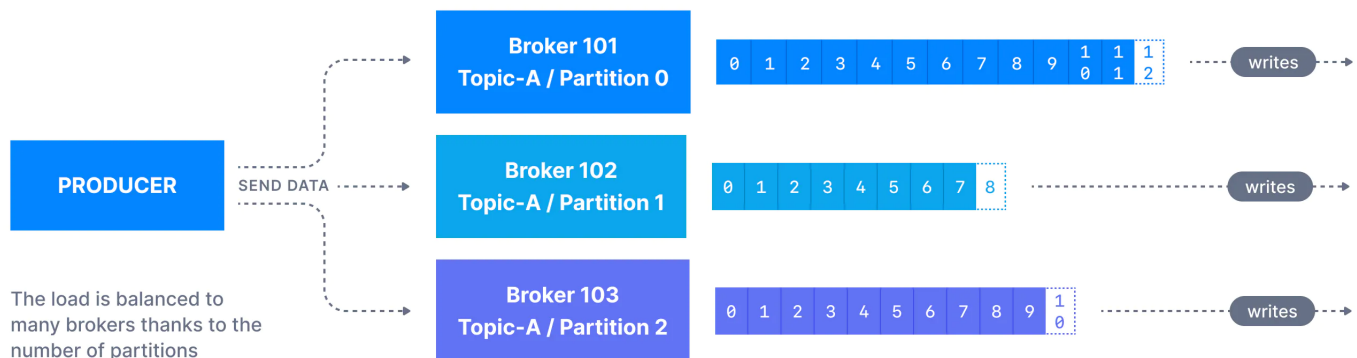 PRODUCER
SEND DATA
The load is balanced to
many brokers thanks to the
number of partitions
Broker 101
Topic-A / Partition 0
0 1 2 3 4 5 6 7 8 9 10 11 12
writes
Broker 102
Topic-A / Partition 1
0 1 2 3 4 5 6 7 8
writes
Broker 103
Topic-A / Partition 2
0 1 2 3 4 5 6 7 8 9 10
writes